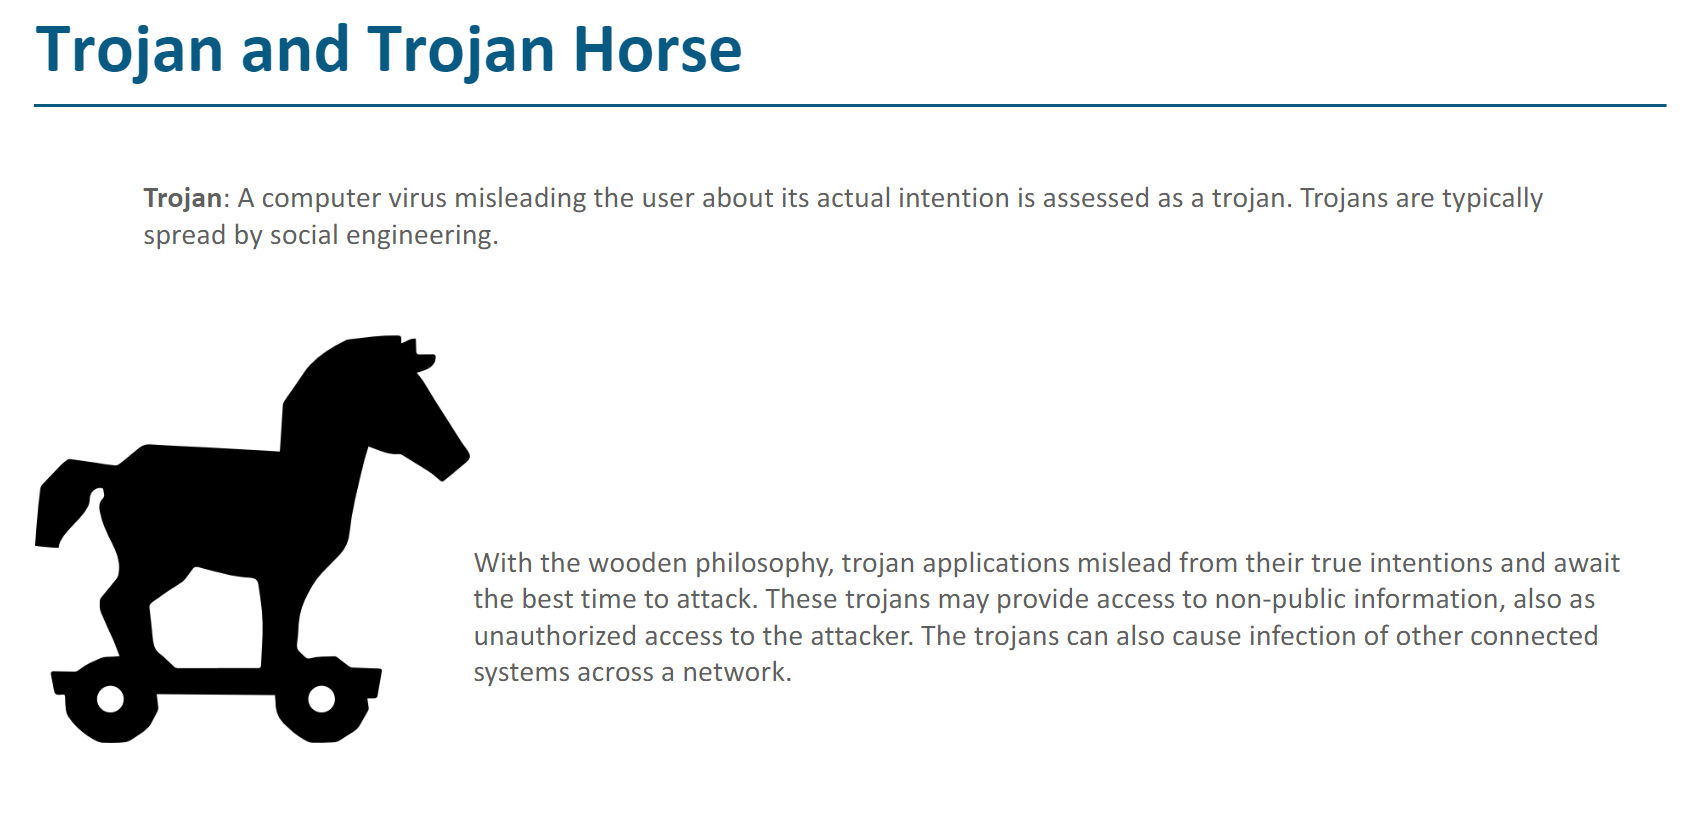 Trojan and Trojan Horse
Trojan: A computer virus misleading the user about its actual intention is assessed as a trojan. Trojans are typically
spread by social engineering.
With the wooden philosophy, trojan applications mislead from their true intentions and await
the best time to attack. These trojans may provide access to non-public information, also as
unauthorized access to the attacker. The trojans can also cause infection of other connected
systems across a network.